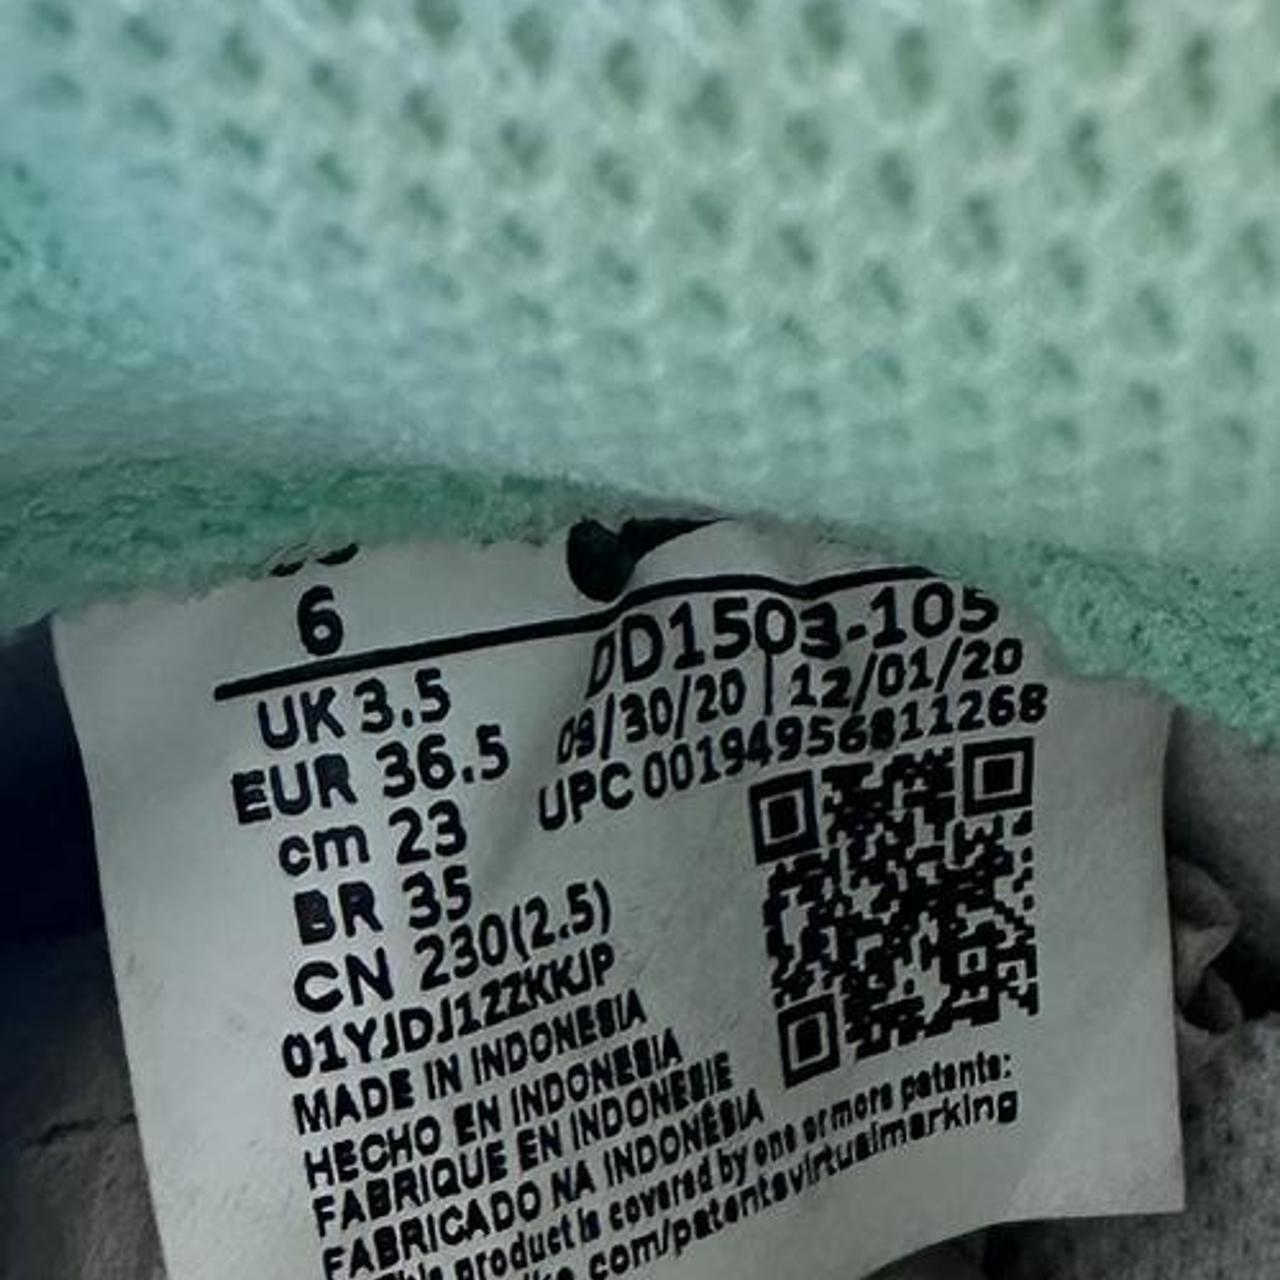 6
UK 3.5
EUR 36.5
cm 23
BR 35
CN 230(2.5)
01YJDJ1ZZKKJP
MADE IN INDONESIA
HECHO EN INDONESIA
FABRIQUE EN INDONESIE
FABRICADO NA INDONÉSIA
This product is covered by one or more patents:
.com/patentsvirtualmarking
DD1503-105
09/30/20 | 12/01/20
UPC 00194956811268